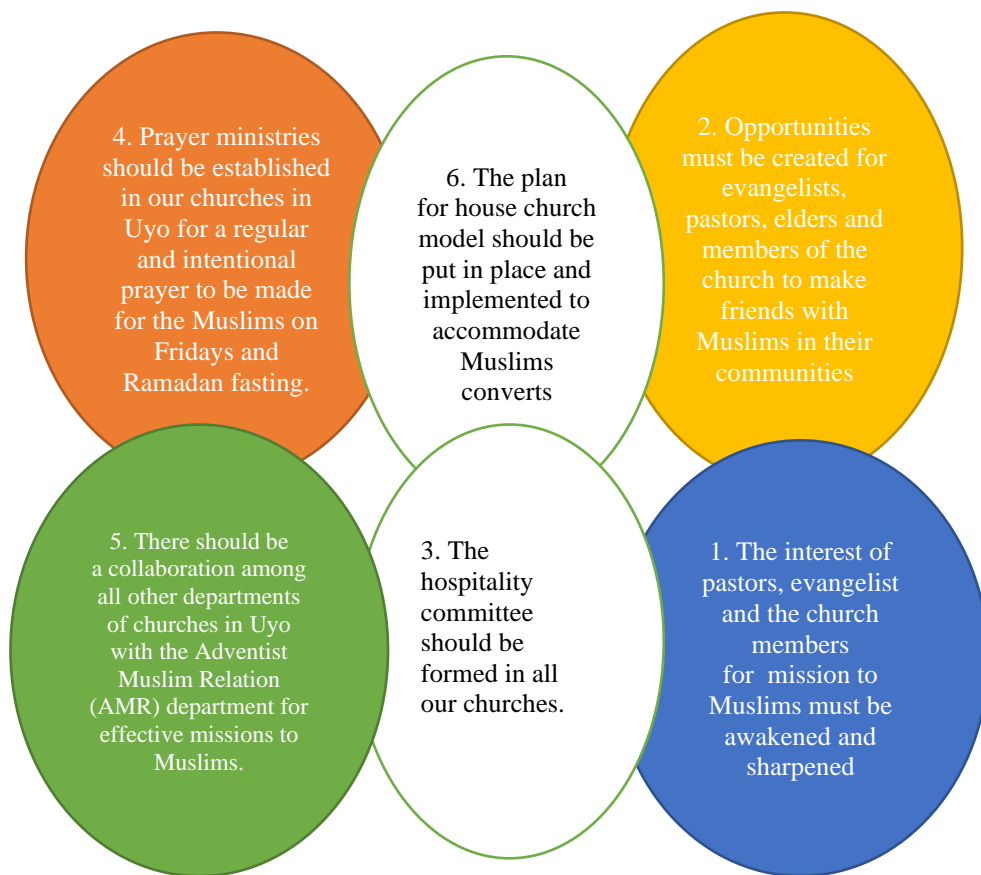 4. Prayer ministries
should be established
in our churches in
Uyo for a regular
and intentional
prayer to be made
for the Muslims on
Fridays and
Ramadan fasting.
6. The plan
for house church
model should be
put in place and
implemented to
accommodate
Muslims
converts
2. Opportunities
must be created for
evangelists,
pastors, elders and
members of the
church to make
friends with
Muslims in their
communities
5. There should be
a collaboration among
all other departments
of churches in Uyo
with the Adventist
Muslim Relation
(AMR) department for
effective missions to
Muslims.
3. The
hospitality
committee
should be
formed in all
our churches.
1. The interest of
pastors, evangelist
and the church
members
for  mission to
Muslims must be
awakened and
sharpened